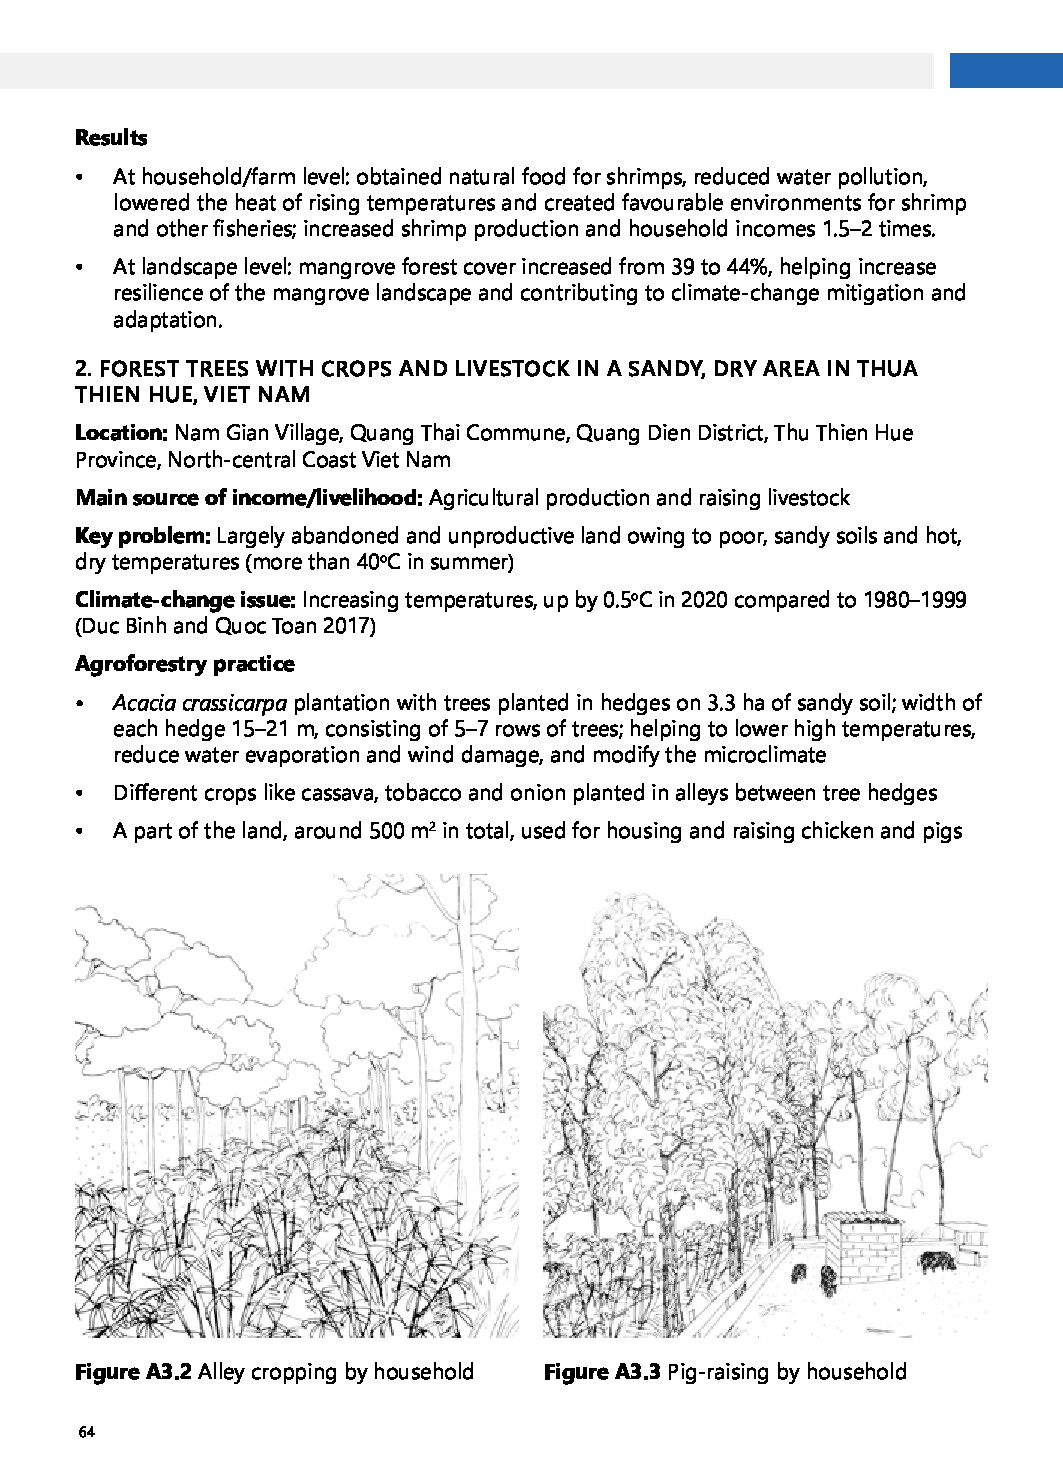 Results
• At household/farm level: obtained natural food for shrimps, reduced water pollution,
lowered the heat of rising temperatures and created favourable environments for shrimp
and other fisheries; increased shrimp production and household incomes 1.5–2 times.
• At landscape level: mangrove forest cover increased from 39 to 44%, helping increase
resilience of the mangrove landscape and contributing to climate-change mitigation and
adaptation.
2. FOREST TREES WITH CROPS AND LIVESTOCK IN A SANDY, DRY AREA IN THUA
THIEN HUE, VIET NAM
Location: Nam Gian Village, Quang Thai Commune, Quang Dien District, Thu Thien Hue
Province, North-central Coast Viet Nam
Main source of income/livelihood: Agricultural production and raising livestock
Key problem: Largely abandoned and unproductive land owing to poor, sandy soils and hot,
dry temperatures (more than 40ºC in summer)
Climate-change issue: Increasing temperatures, up by 0.5ºC in 2020 compared to 1980–1999
(Duc Binh and Quoc Toan 2017)
Agroforestry practice
• Acacia crassicarpa plantation with trees planted in hedges on 3.3 ha of sandy soil; width of
each hedge 15–21 m, consisting of 5–7 rows of trees; helping to lower high temperatures,
reduce water evaporation and wind damage, and modify the microclimate
• Different crops like cassava, tobacco and onion planted in alleys between tree hedges
• A part of the land, around 500 m² in total, used for housing and raising chicken and pigs
Figure A3.2 Alley cropping by household
Figure A3.3 Pig-raising by household
64